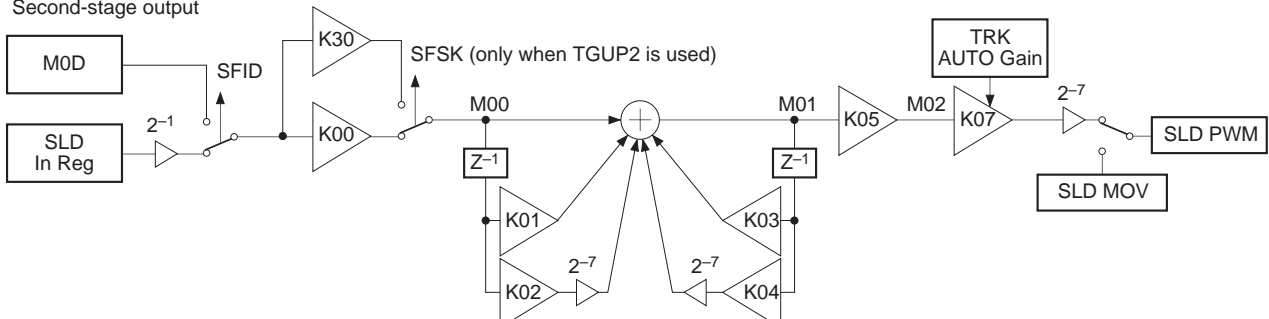 Second-stage output
M0D
SFID
2–1
SLD
In Reg
K30
K00
SFSK (only when TGUP2 is used)
M00
Z–1
K01
K02
2–7
M01
Z–1
K03
K04
2–7
K05
M02
TRK
AUTO Gain
K07
2–7
SLD PWM
SLD MOV